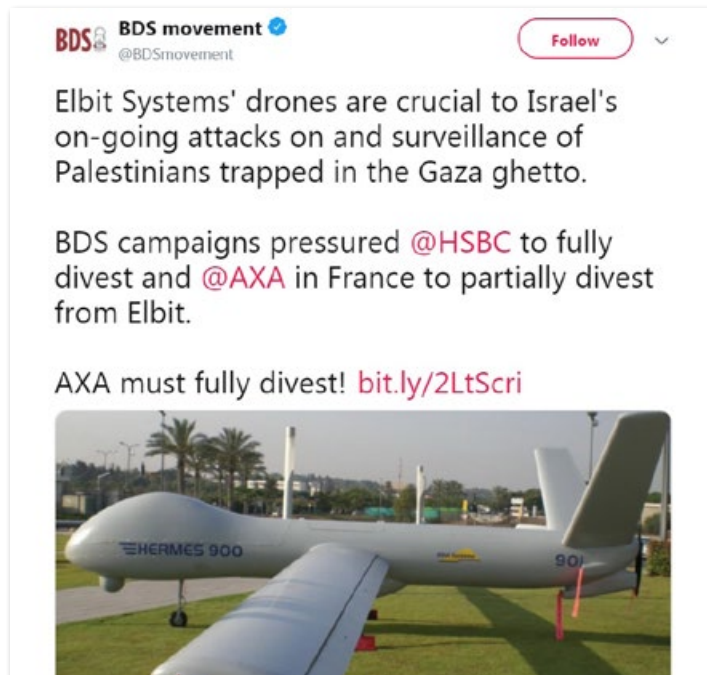 BDS
BDS movement
@BDSmovement
Follow
Elbit Systems' drones are crucial to Israel's
on-going attacks on and surveillance of
Palestinians trapped in the Gaza ghetto.
BDS campaigns pressured @HSBC to fully
divest and @AXA in France to partially divest
from Elbit.
AXA must fully divest! bit.ly/2LtScri
HERMES 900
901